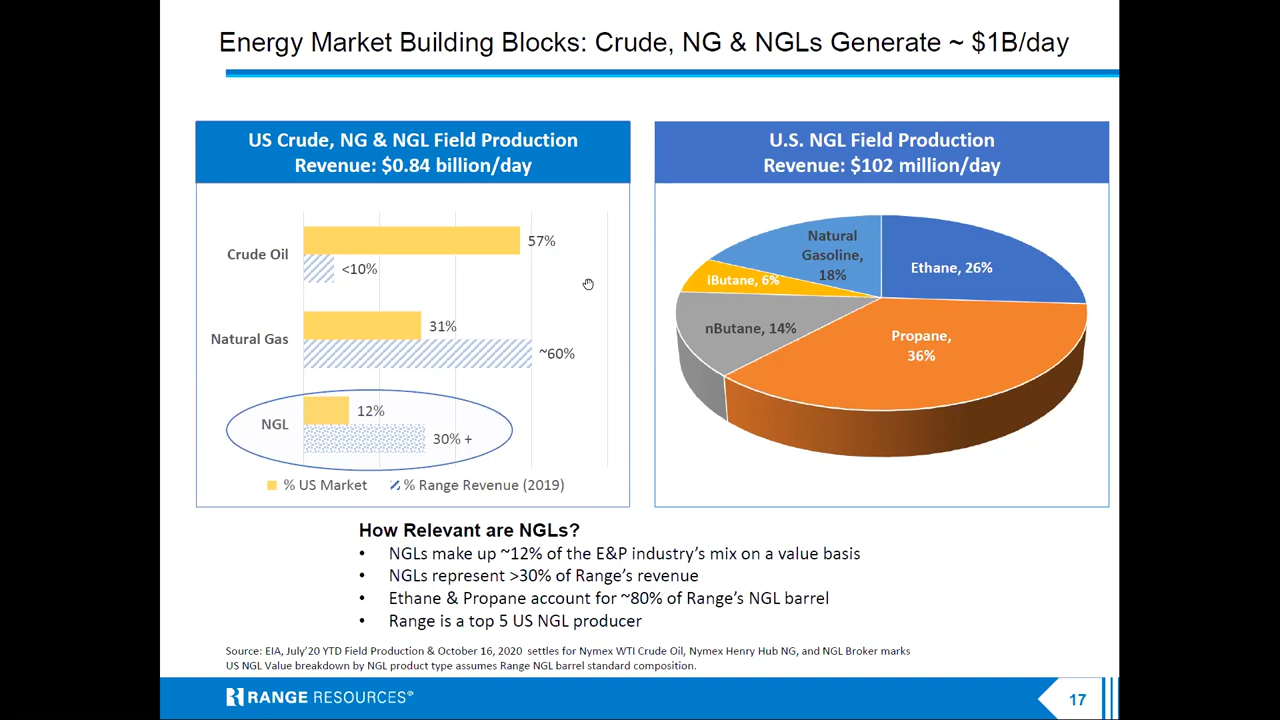 Energy Market Building Blocks: Crude, NG & NGLs Generate ~ $1B/day
US Crude, NG & NGL Field Production
Revenue: $0.84 billion/day
Crude Oil
57%
<10%
Natural Gas
31%
~60%
NGL
12%
30% +
% US Market
% Range Revenue (2019)
U.S. NGL Field Production
Revenue: $102 million/day
Natural
Gasoline,
18%
Ethane, 26%
iButane, 6%
nButane, 14%
Propane,
36%
How Relevant are NGLs?
• NGLs make up ~12% of the E&P industry's mix on a value basis
• NGLs represent >30% of Range's revenue
• Ethane & Propane account for ~80% of Range's NGL barrel
• Range is a top 5 US NGL producer
Source: EIA, July'20 YTD Field Production & October 16, 2020 settles for Nymex WTI Crude Oil, Nymex Henry Hub NG, and NGL Broker marks
US NGL Value breakdown by NGL product type assumes Range NGL barrel standard composition.
RANGE RESOURCES®
17